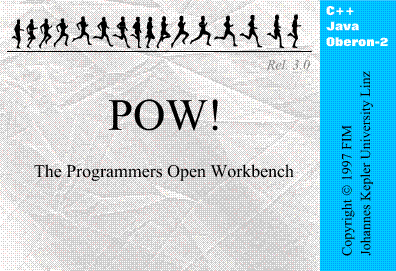 C++
Java
Oberon-2
Rel. 3.0
POW!
The Programmers Open Workbench
Copyright © 1997 FIM
Johannes Kepler University Linz